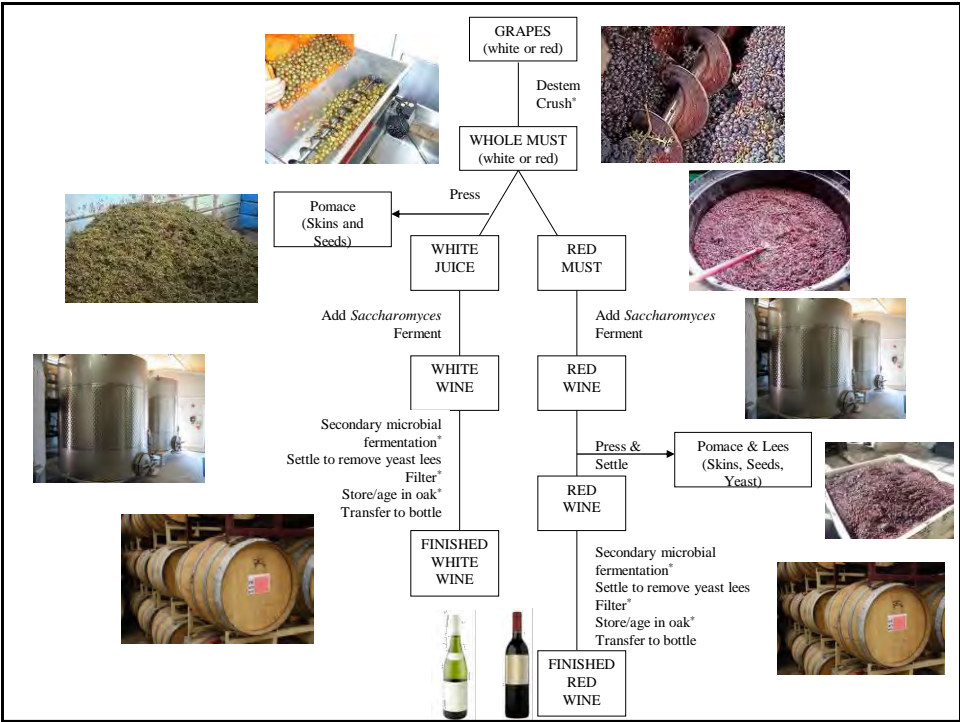 GRAPES
(white or red)
Destem
Crush*
WHOLE MUST
(white or red)
Press
Pomace
(Skins and
Seeds)
WHITE
JUICE
RED
MUST
Add Saccharomyces
Ferment
Add Saccharomyces
Ferment
WHITE
WINE
RED
WINE
Secondary microbial
fermentation*
Settle to remove yeast lees
Filter*
Store/age in oak*
Transfer to bottle
Press &
Settle
Pomace & Lees
(Skins, Seeds,
Yeast)
RED
WINE
FINISHED
WHITE
WINE
Secondary microbial
fermentation*
Settle to remove yeast lees
Filter*
Store/age in oak*
Transfer to bottle
FINISHED
RED
WINE